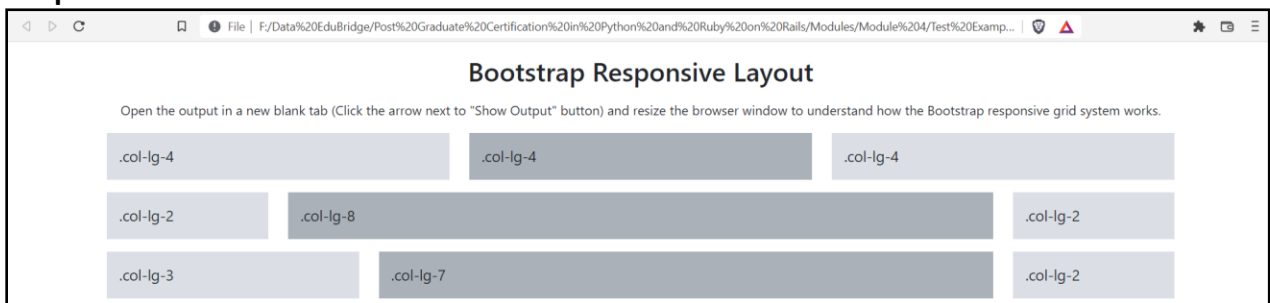 File | F:/Data%20EduBridge/Post%20Graduate%20Certification%20in%20Python%20and%20Ruby%20on%20Rails/Modules/Module%204/Test%20Examp...
Bootstrap Responsive Layout
Open the output in a new blank tab (Click the arrow next to "Show Output" button) and resize the browser window to understand how the Bootstrap responsive grid system works.
.col-lg-4 .col-lg-4 .col-lg-4
.col-lg-2 .col-lg-8 .col-lg-2
.col-lg-3 .col-lg-7 .col-lg-2